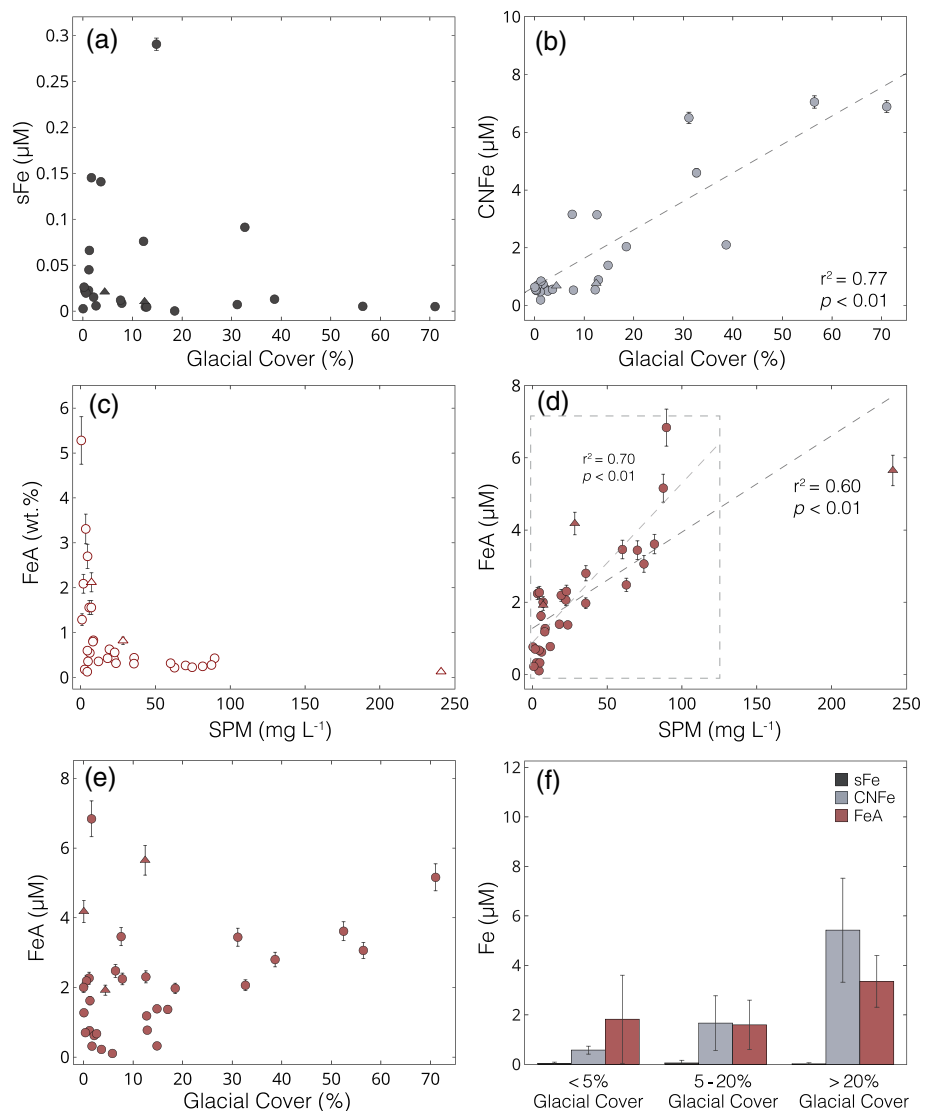 (a)
0.3
0.25
0.2
0.15
0.1
0.05
0
sFe (μM)
0 10 20 30 40 50 60 70
Glacial Cover (%)
(b)
10
8
6
4
2
0
CNFe (μM)
r² = 0.77
p < 0.01
0 10 20 30 40 50 60 70
Glacial Cover (%)
(c)
6
5
4
3
2
1
0
FeA (wt.%)
0 50 100 150 200 250
SPM (mg L⁻¹)
(d)
8
6
4
2
0
FeA (μM)
r² = 0.70
p < 0.01
r² = 0.60
p < 0.01
0 50 100 150 200 250
SPM (mg L⁻¹)
(e)
8
6
4
2
0
FeA (μM)
0 10 20 30 40 50 60 70
Glacial Cover (%)
(f)
12
10
8
6
4
2
0
Fe (μM)
sFe
CNFe
FeA
<5% 5-20% >20%
Glacial Cover Glacial Cover Glacial Cover